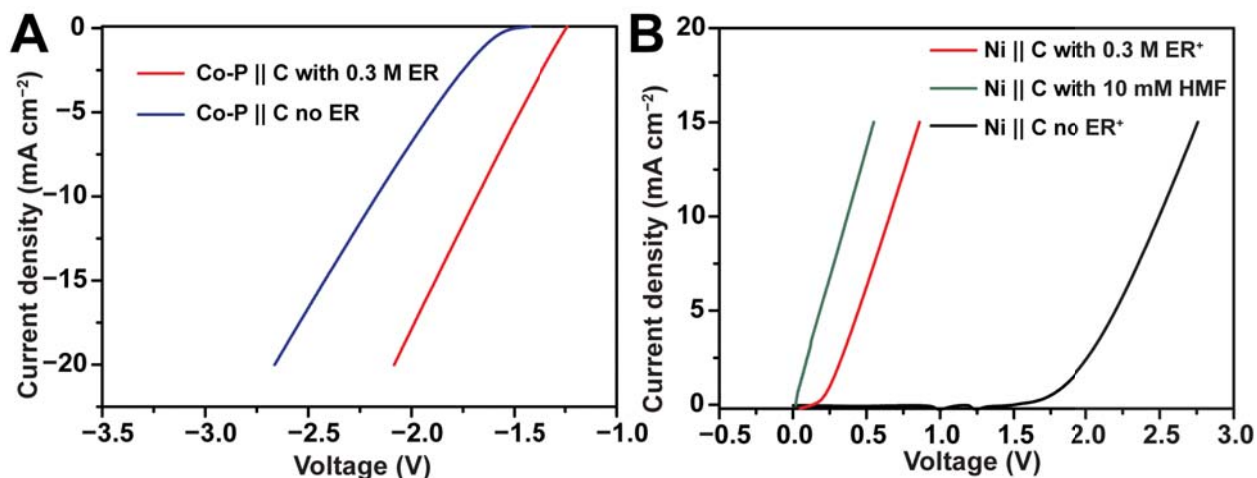 A
Current density (mA cm⁻²)
0
−5
−10
−15
−20
Co-P || C with 0.3 M ER
Co-P || C no ER
−3.5 −3.0 −2.5 −2.0 −1.5 −1.0
Voltage (V)
B
Current density (mA cm⁻²)
20
15
10
5
0
Ni || C with 0.3 M ER⁺
Ni || C with 10 mM HMF
Ni || C no ER⁺
−0.5 0.0 0.5 1.0 1.5 2.0 2.5 3.0
Voltage (V)